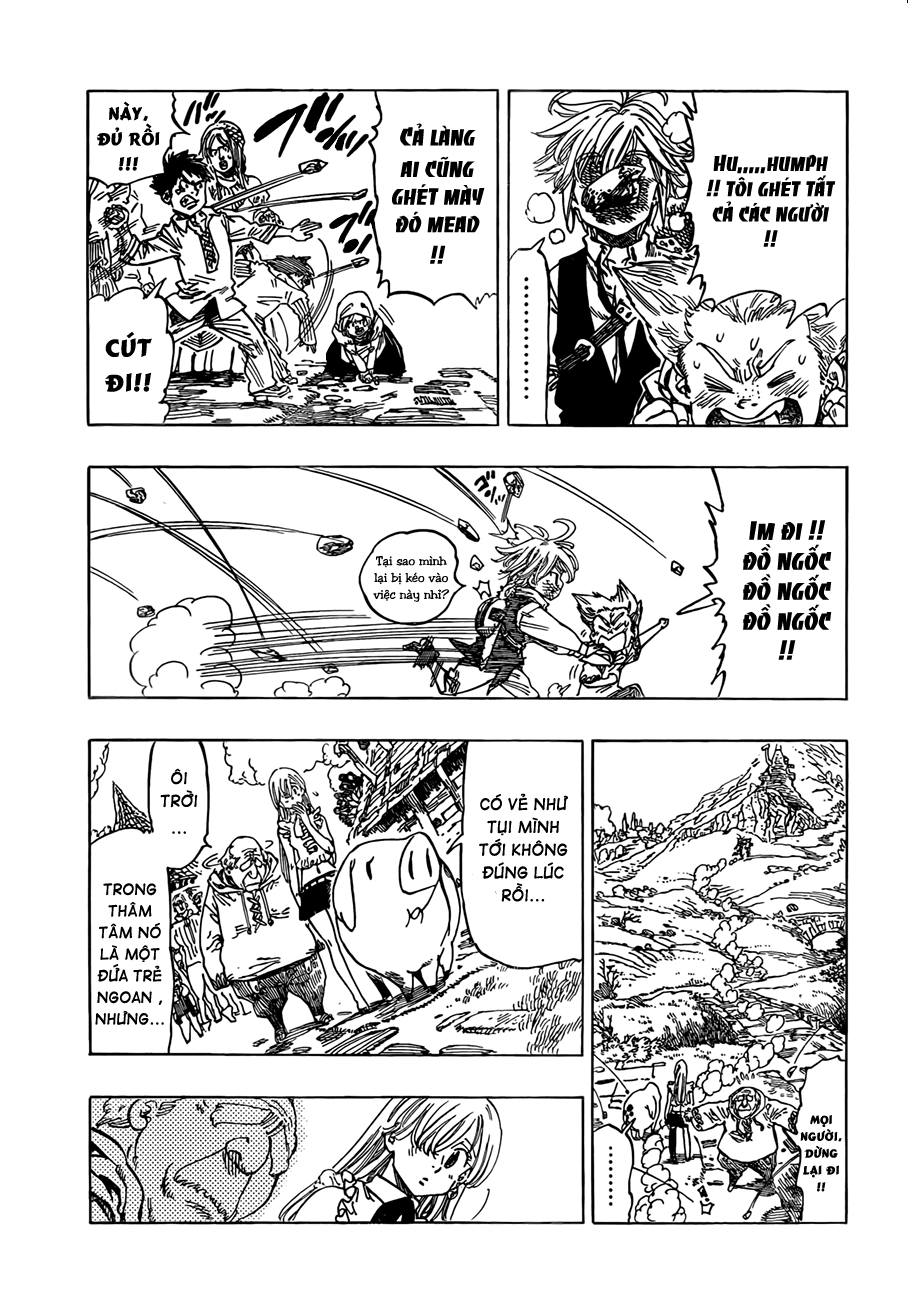 HU,,,,,HUMPH
!! TÔI GHÉT TẤT
CẢ CÁC NGƯỜI
!!
.........
CẢ LÀNG
AI CŨNG
GHÉT MÀY
ĐÓ MEAD
!!
NÀY,
ĐỦ RỒI
!!!
CÚT
ĐI!!
IM ĐI !!
ĐỒ NGỐC
ĐỒ NGỐC
ĐỒ NGỐC
!!
Tại sao mình
lại bị kéo vào
việc này nhỉ?
MỌI
NGƯỜI,
DỪNG
LẠI ĐI
!!
.........
CÓ VẺ NHƯ
TỤI MÌNH
TỚI KHÔNG
ĐÚNG LÚC
RỒI...
ÔI
TRỜI
...
TRONG
THÂM
TÂM NÓ
LÀ MỘT
ĐỨA TRẺ
NGOAN ,
NHƯNG...